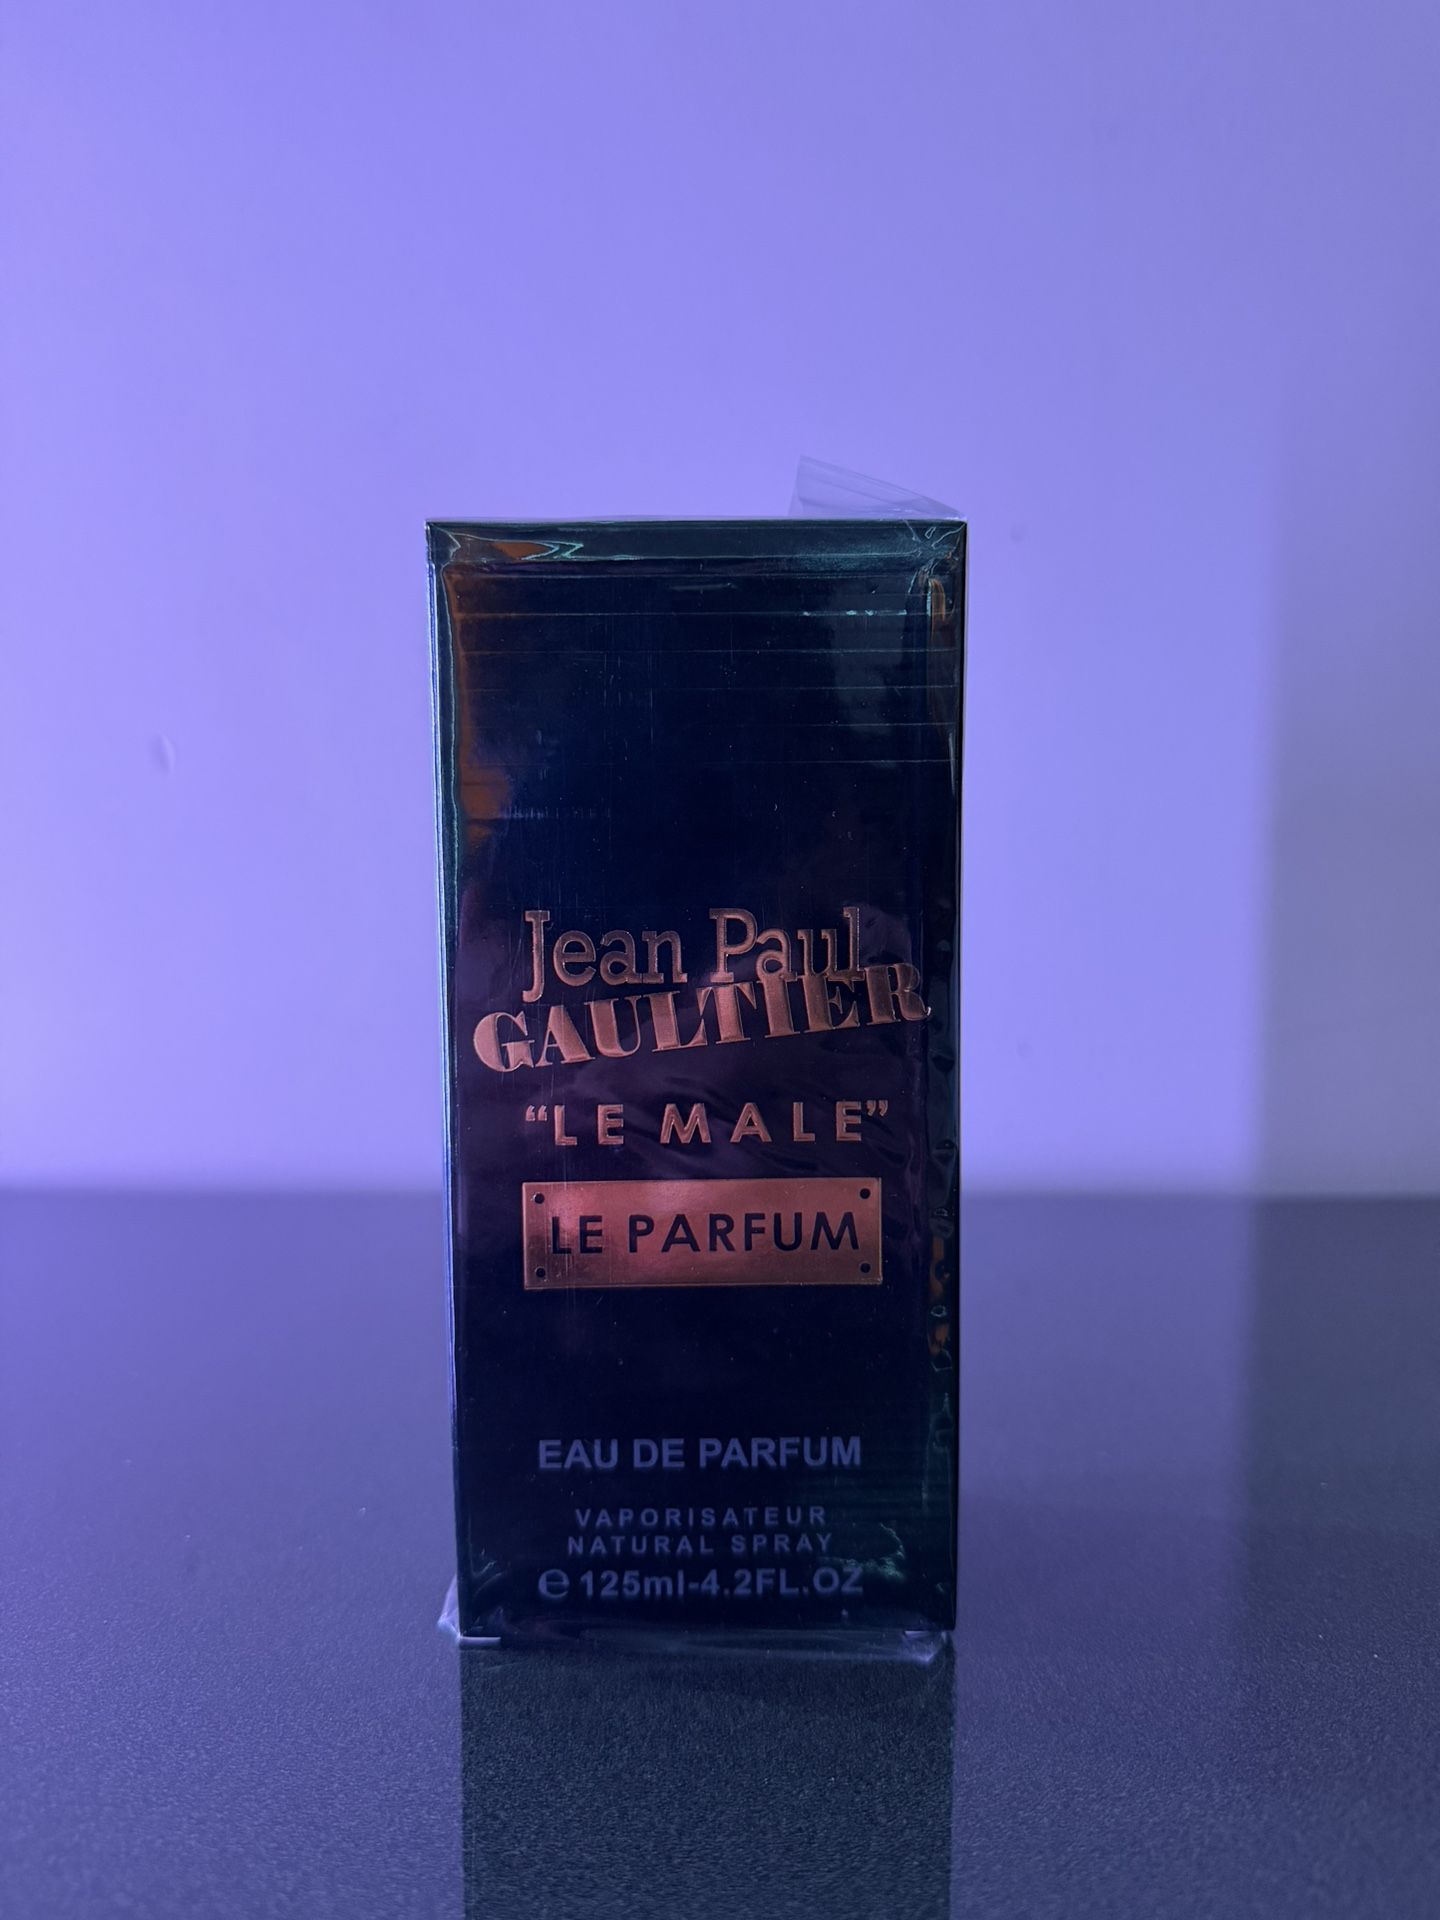 Jean Paul
GAULTIER
“LE MALE”
LE PARFUM
EAU DE PARFUM
VAPORISATEUR
NATURAL SPRAY
℮ 125ml-4.2FL.OZ